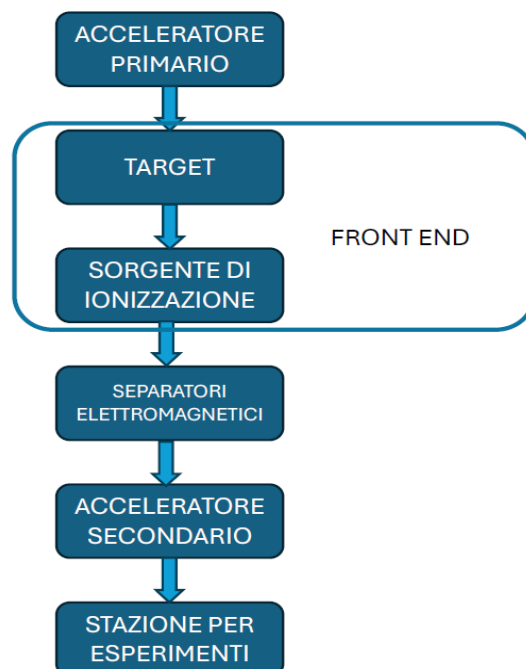 ACCELERATORE
PRIMARIO
TARGET
FRONT END
SORGENTE DI
IONIZZAZIONE
SEPARATORI
ELETTROMAGNETICI
ACCELERATORE
SECONDARIO
STAZIONE PER
ESPERIMENTI